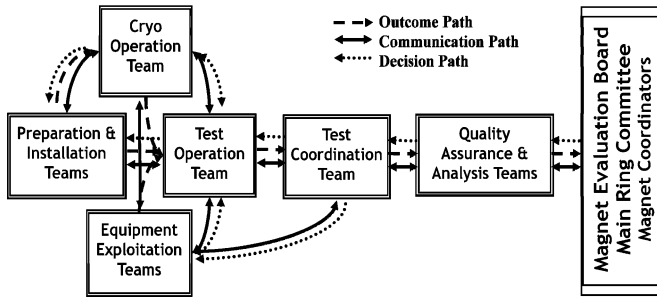 Cryo
Operation
Team
Outcome Path
Communication Path
Decision Path
Preparation &
Installation
Teams
Test
Operation
Team
Test
Coordination
Team
Quality
Assurance &
Analysis Teams
Equipment
Exploitation
Teams
Magnet Evaluation Board
Main Ring Committee
Magnet Coordinators